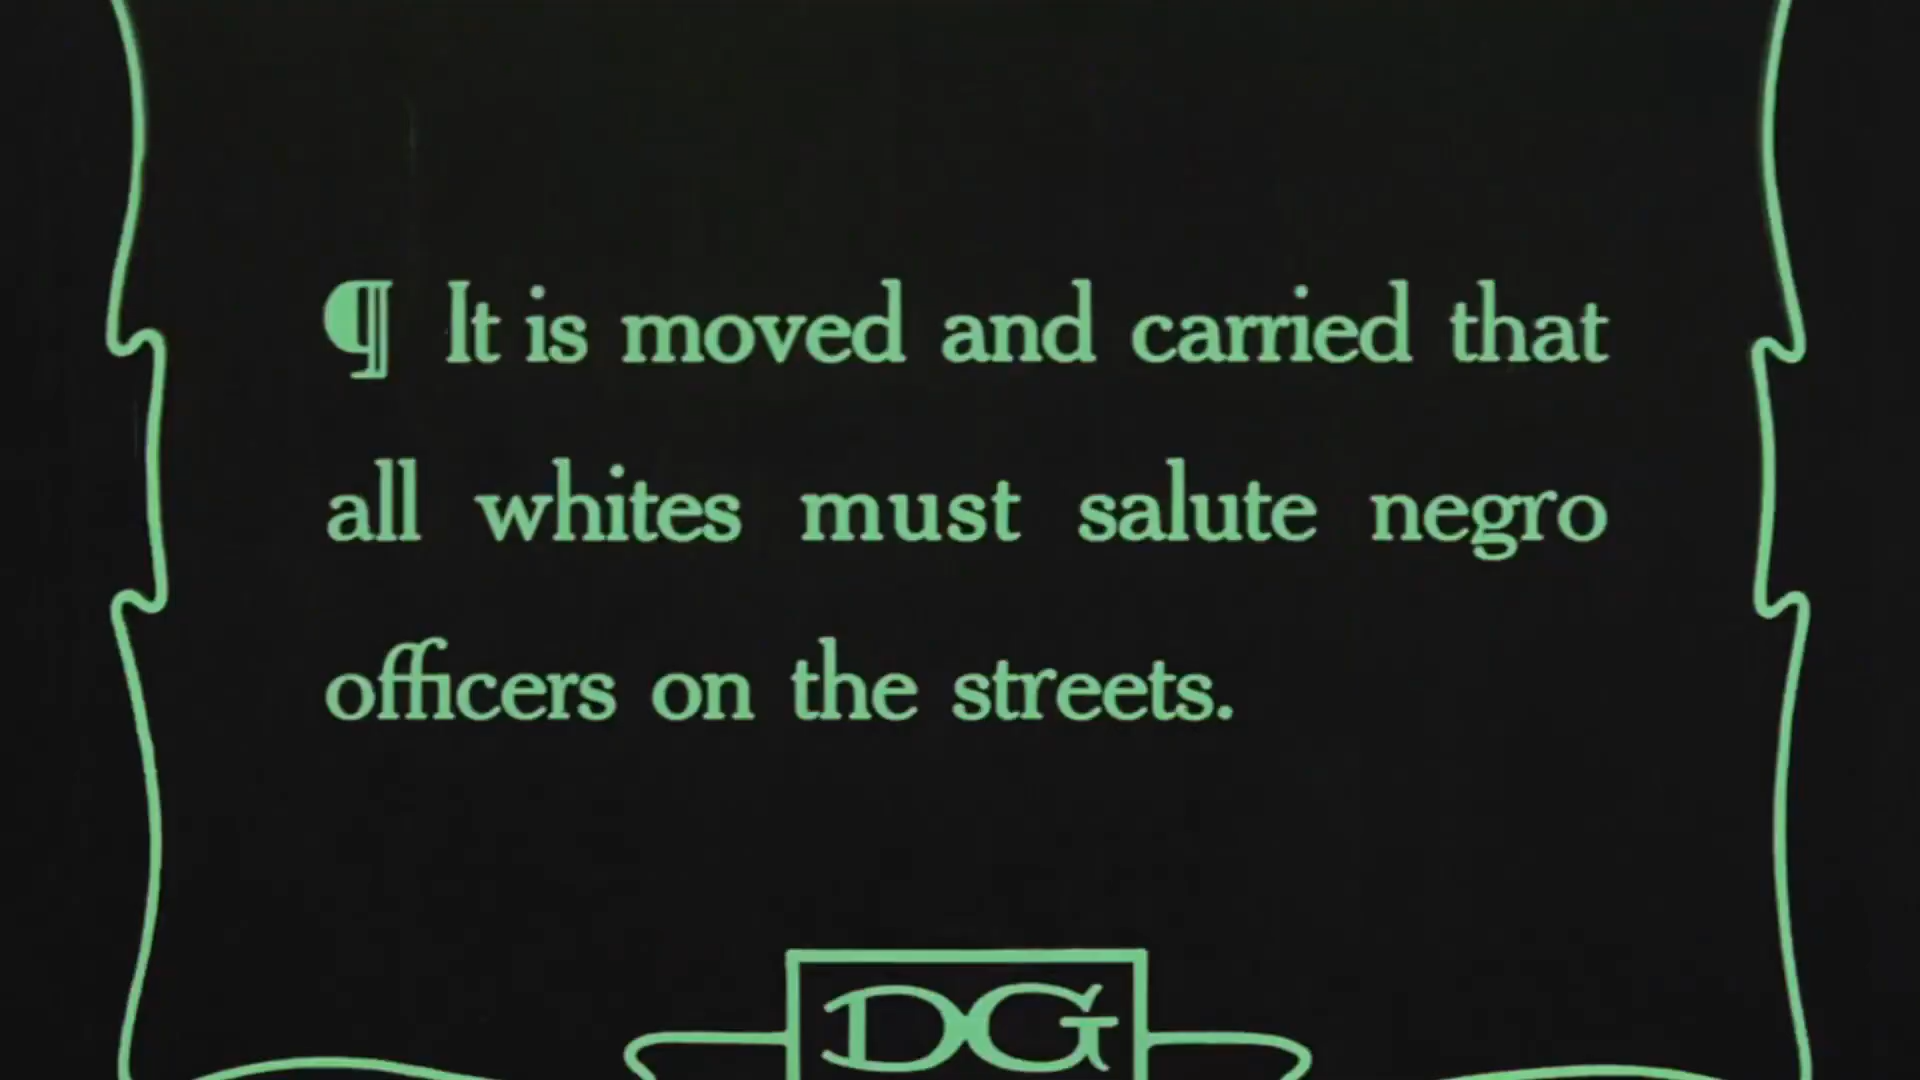 ¶ It is moved and carried that
all whites must salute negro
officers on the streets.
DG